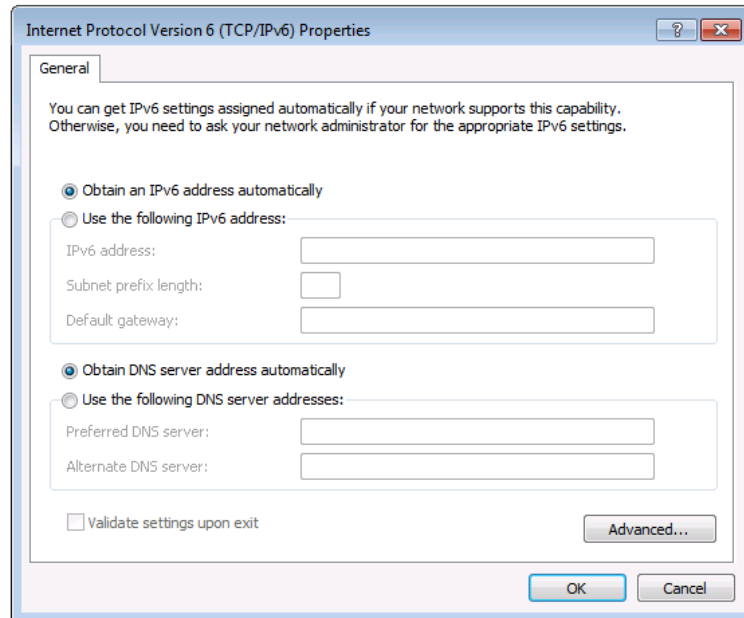 Internet Protocol Version 6 (TCP/IPv6) Properties
?
General
You can get IPv6 settings assigned automatically if your network supports this capability.
Otherwise, you need to ask your network administrator for the appropriate IPv6 settings.
Obtain an IPv6 address automatically
Use the following IPv6 address:
IPv6 address:
Subnet prefix length:
Default gateway:
Obtain DNS server address automatically
Use the following DNS server addresses:
Preferred DNS server:
Alternate DNS server:
Validate settings upon exit
Advanced...
OK
Cancel